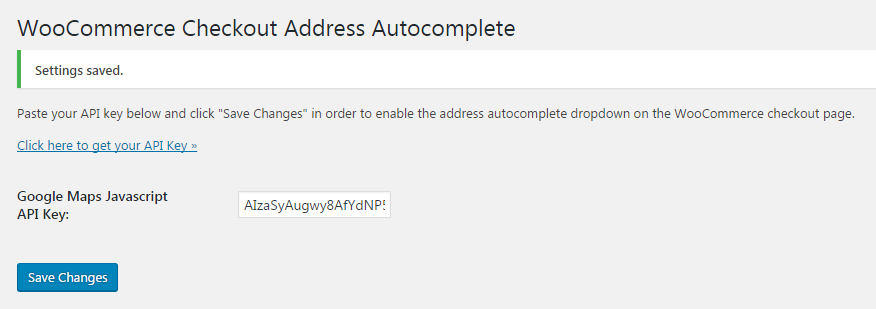 WooCommerce Checkout Address Autocomplete
Settings saved.
Paste your API key below and click "Save Changes" in order to enable the address autocomplete dropdown on the WooCommerce checkout page.
Click here to get your API Key »
Google Maps Javascript
API Key:
AIzaSyAugwy8AfYdNP5
Save Changes